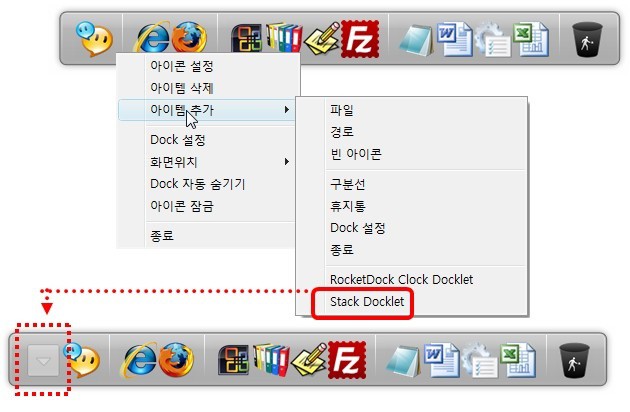 아이콘 설정
아이템 삭제
아이템 추가
Dock 설정
화면위치
Dock 자동 숨기기
아이콘 잠금
종료
파일
경로
빈 아이콘
구분선
휴지통
Dock 설정
종료
RocketDock Clock Docklet
Stack Docklet